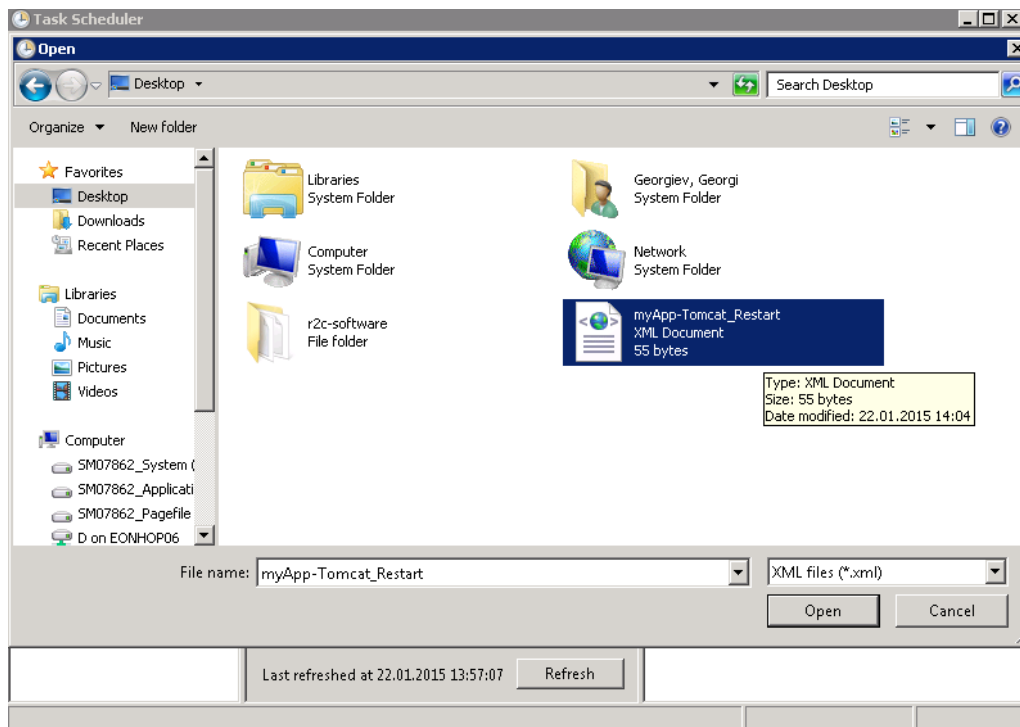 Task Scheduler
Open
Desktop
Search Desktop
Organize
New folder
Favorites
Desktop
Downloads
Recent Places
Libraries
Documents
Music
Pictures
Videos
Computer
SM07862_System (
SM07862_Applicati
SM07862_Pagefile
D on EONHOP06
Libraries
System Folder
Georgiev, Georgi
System Folder
Computer
System Folder
Network
System Folder
r2c-software
File folder
myApp-Tomcat_Restart
XML Document
55 bytes
Type: XML Document
Size: 55 bytes
Date modified: 22.01.2015 14:04
File name: myApp-Tomcat_Restart
XML files (*.xml)
Open
Cancel
Last refreshed at 22.01.2015 13:57:07
Refresh